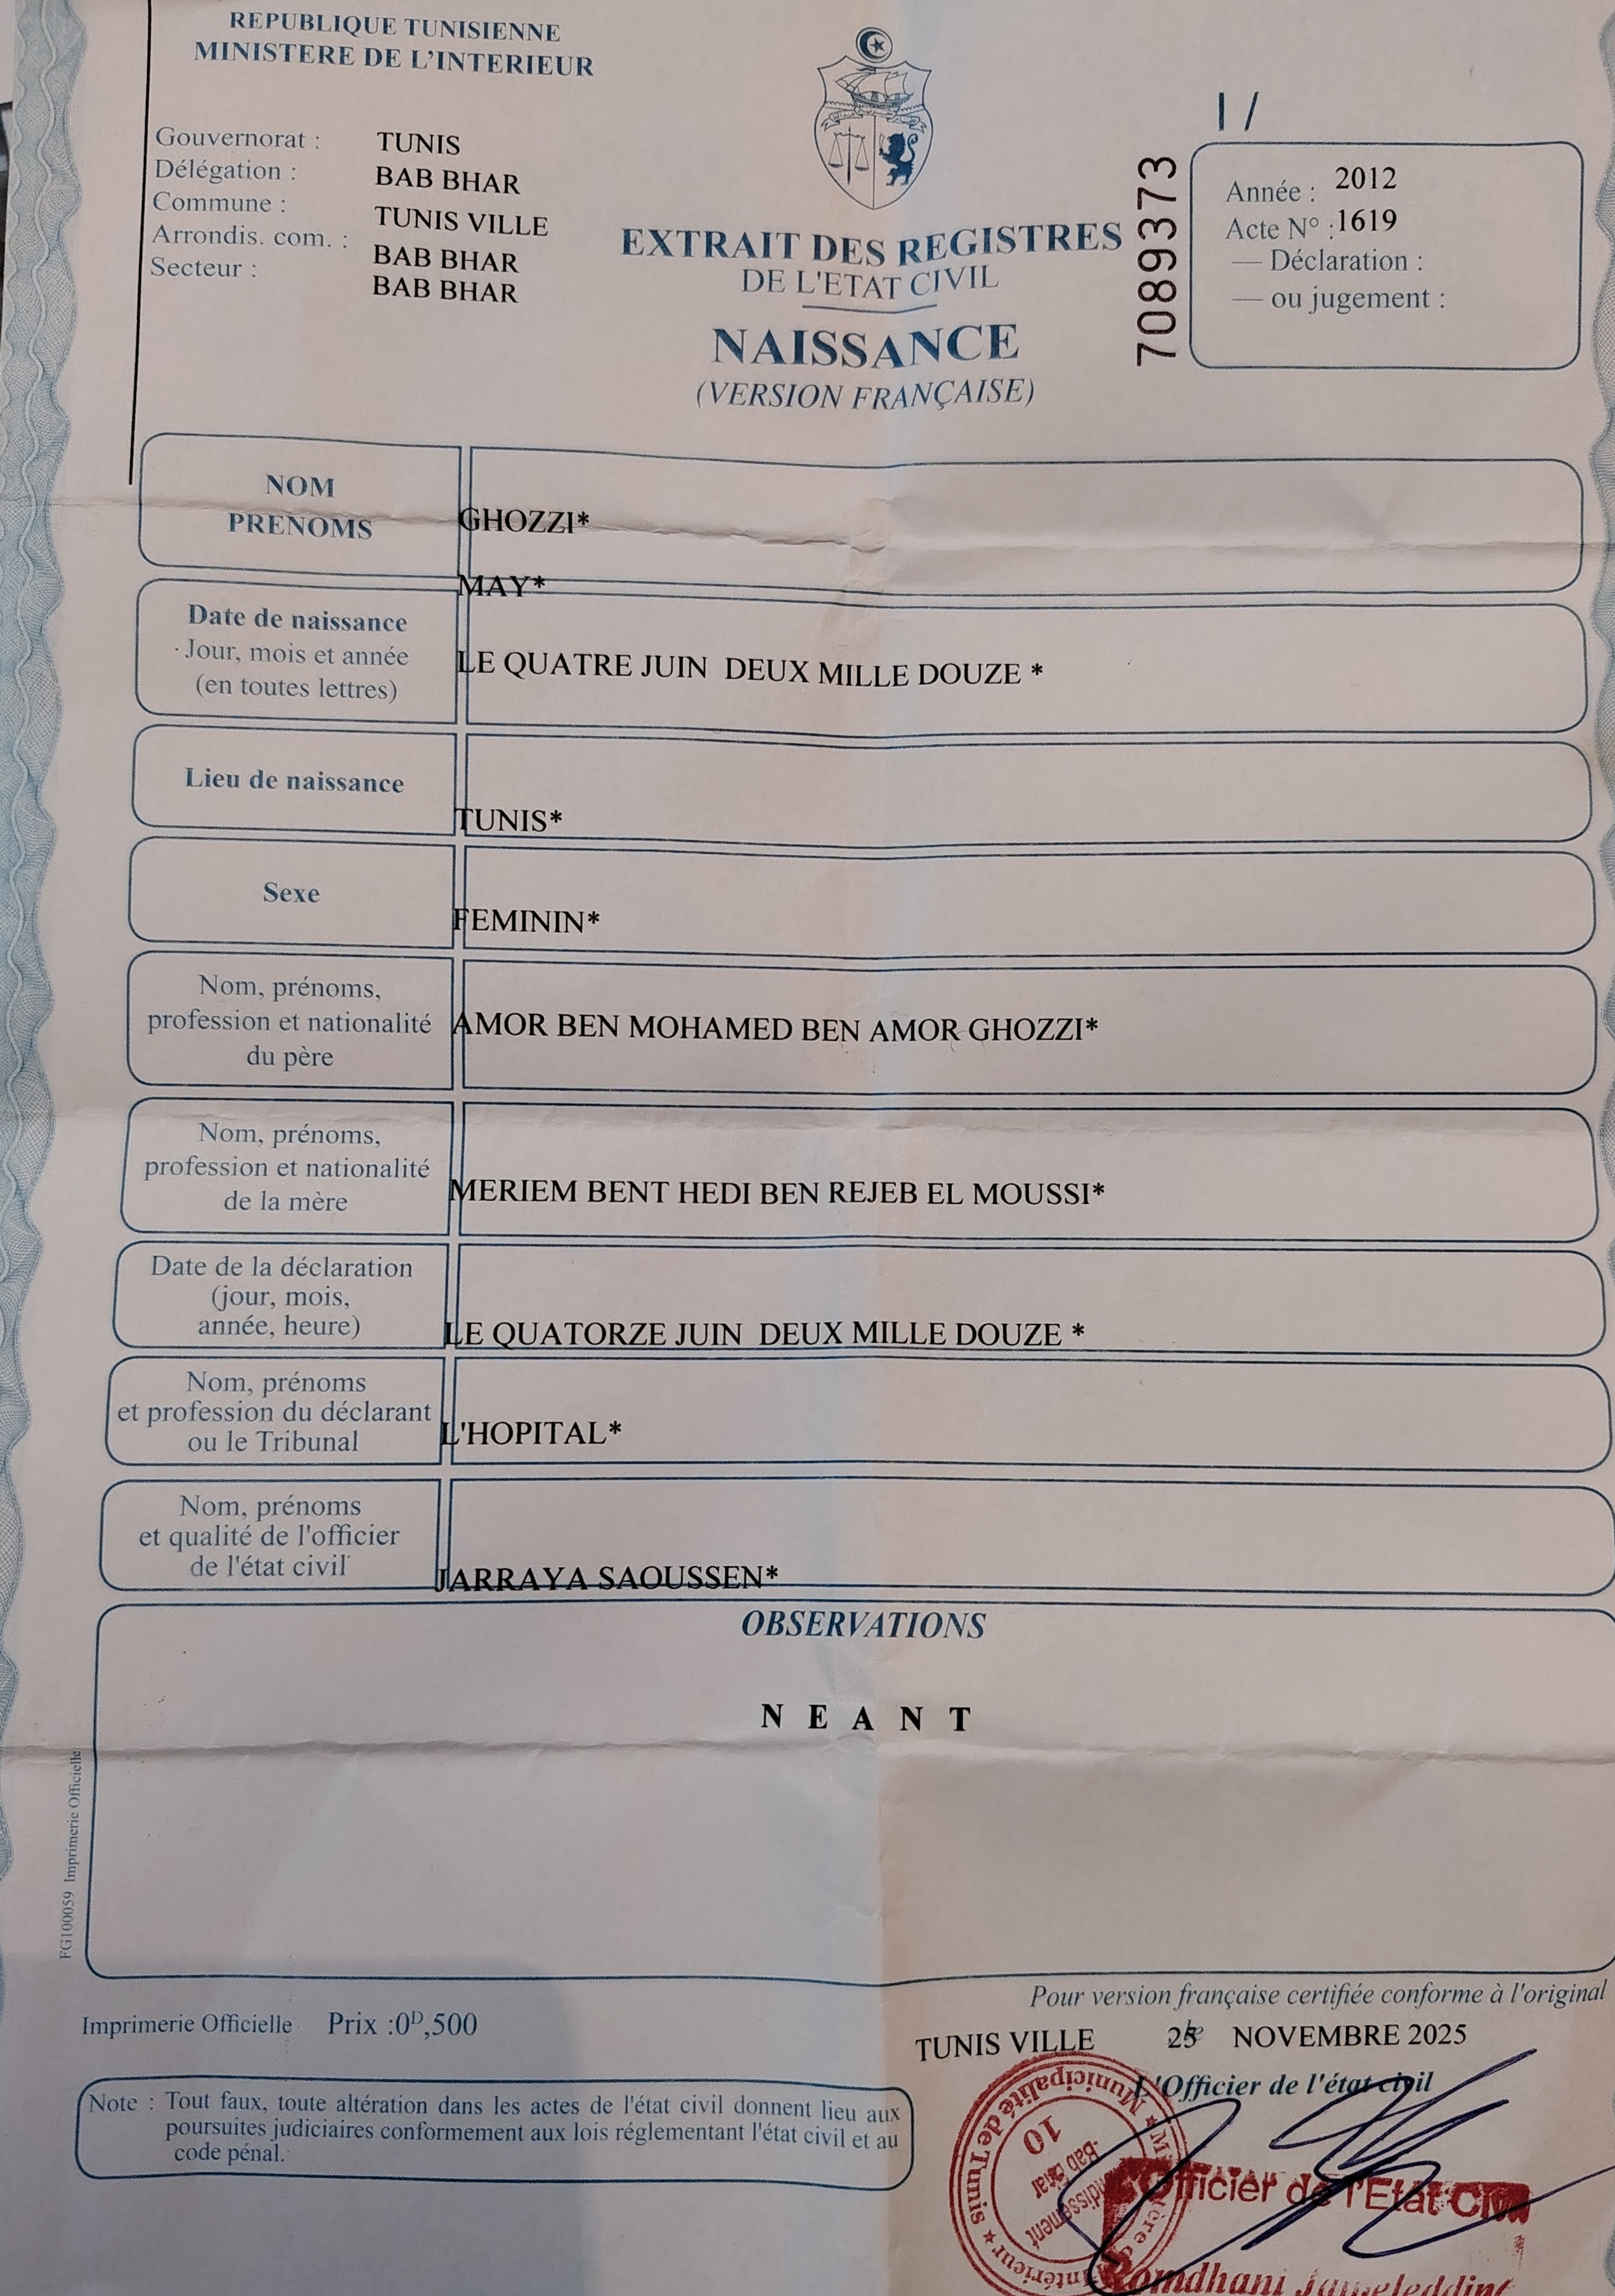 REPUBLIQUE TUNISIENNE
MINISTERE DE L'INTERIEUR
Gouvernorat : TUNIS
Délégation : BAB BHAR
Commune : TUNIS VILLE
Arrondis. com. : BAB BHAR
Secteur : BAB BHAR
EXTRAIT DES REGISTRES
DE L'ETAT CIVIL
NAISSANCE
(VERSION FRANÇAISE)
7089373
I /
Année : 2012
Acte N° : 1619
— Déclaration :
— ou jugement :
NOM
PRENOMS
GHOZZI*
MAY*
Date de naissance
Jour, mois et année
(en toutes lettres)
LE QUATRE JUIN DEUX MILLE DOUZE *
Lieu de naissance
TUNIS*
Sexe
FEMININ*
Nom, prénoms,
profession et nationalité
du père
AMOR BEN MOHAMED BEN AMOR GHOZZI*
Nom, prénoms,
profession et nationalité
de la mère
MERIEM BENT HEDI BEN REJEB EL MOUSSI*
Date de la déclaration
(jour, mois,
année, heure)
LE QUATORZE JUIN DEUX MILLE DOUZE *
Nom, prénoms
et profession du déclarant
ou le Tribunal
L'HOPITAL*
Nom, prénoms
et qualité de l'officier
de l'état civil
JARRAYA SAOUSSEN*
OBSERVATIONS
N E A N T
FG100059 Imprimerie Officielle
Pour version française certifiée conforme à l'original
Imprimerie Officielle Prix :0ᴰ,500
TUNIS VILLE 25 NOVEMBRE 2025
L'Officier de l'état civil
Note : Tout faux, toute altération dans les actes de l'état civil donnent lieu aux
poursuites judiciaires conformement aux lois réglementant l'état civil et au
code pénal.
Municipalité de Tunis
10
Bab Bhar
Officier de l'Etat Civil
Romdhani Jameleddine